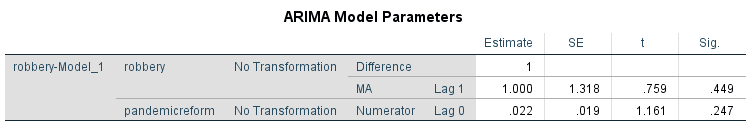 ARIMA Model Parameters
Estimate SE t Sig.
robbery-Model_1 robbery No Transformation Difference 1
MA Lag 1 1.000 1.318 .759 .449
pandemicreform No Transformation Numerator Lag 0 .022 .019 1.161 .247